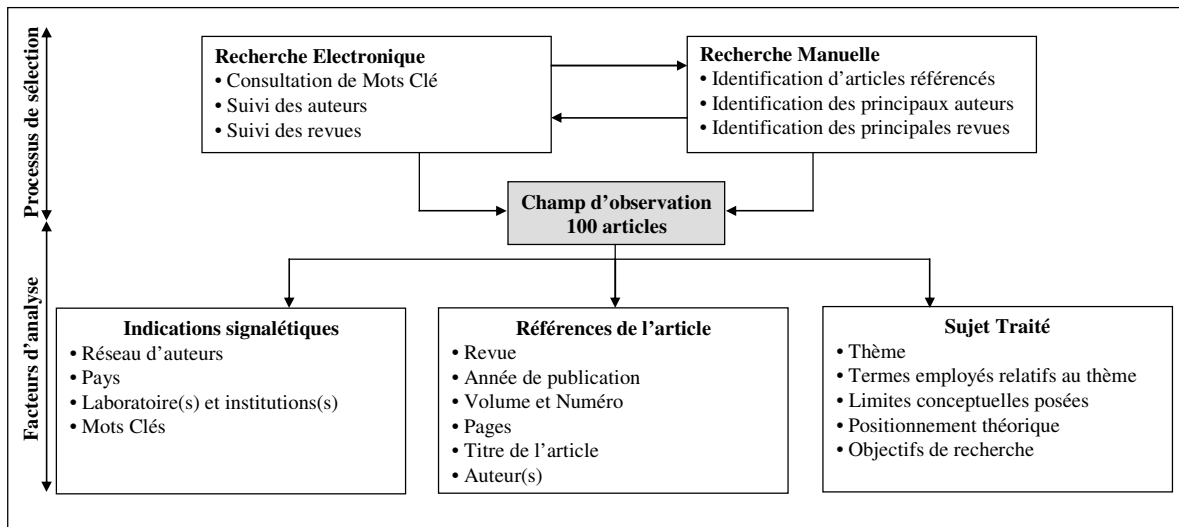 Processus de sélection
Recherche Electronique
• Consultation de Mots Clé
• Suivi des auteurs
• Suivi des revues
Recherche Manuelle
• Identification d'articles référencés
• Identification des principaux auteurs
• Identification des principales revues
Champ d'observation
100 articles
Facteurs d'analyse
Indications signalétiques
• Réseau d'auteurs
• Pays
• Laboratoire(s) et institutions(s)
• Mots Clés
Références de l'article
• Revue
• Année de publication
• Volume et Numéro
• Pages
• Titre de l'article
• Auteur(s)
Sujet Traité
• Thème
• Termes employés relatifs au thème
• Limites conceptuelles posées
• Positionnement théorique
• Objectifs de recherche